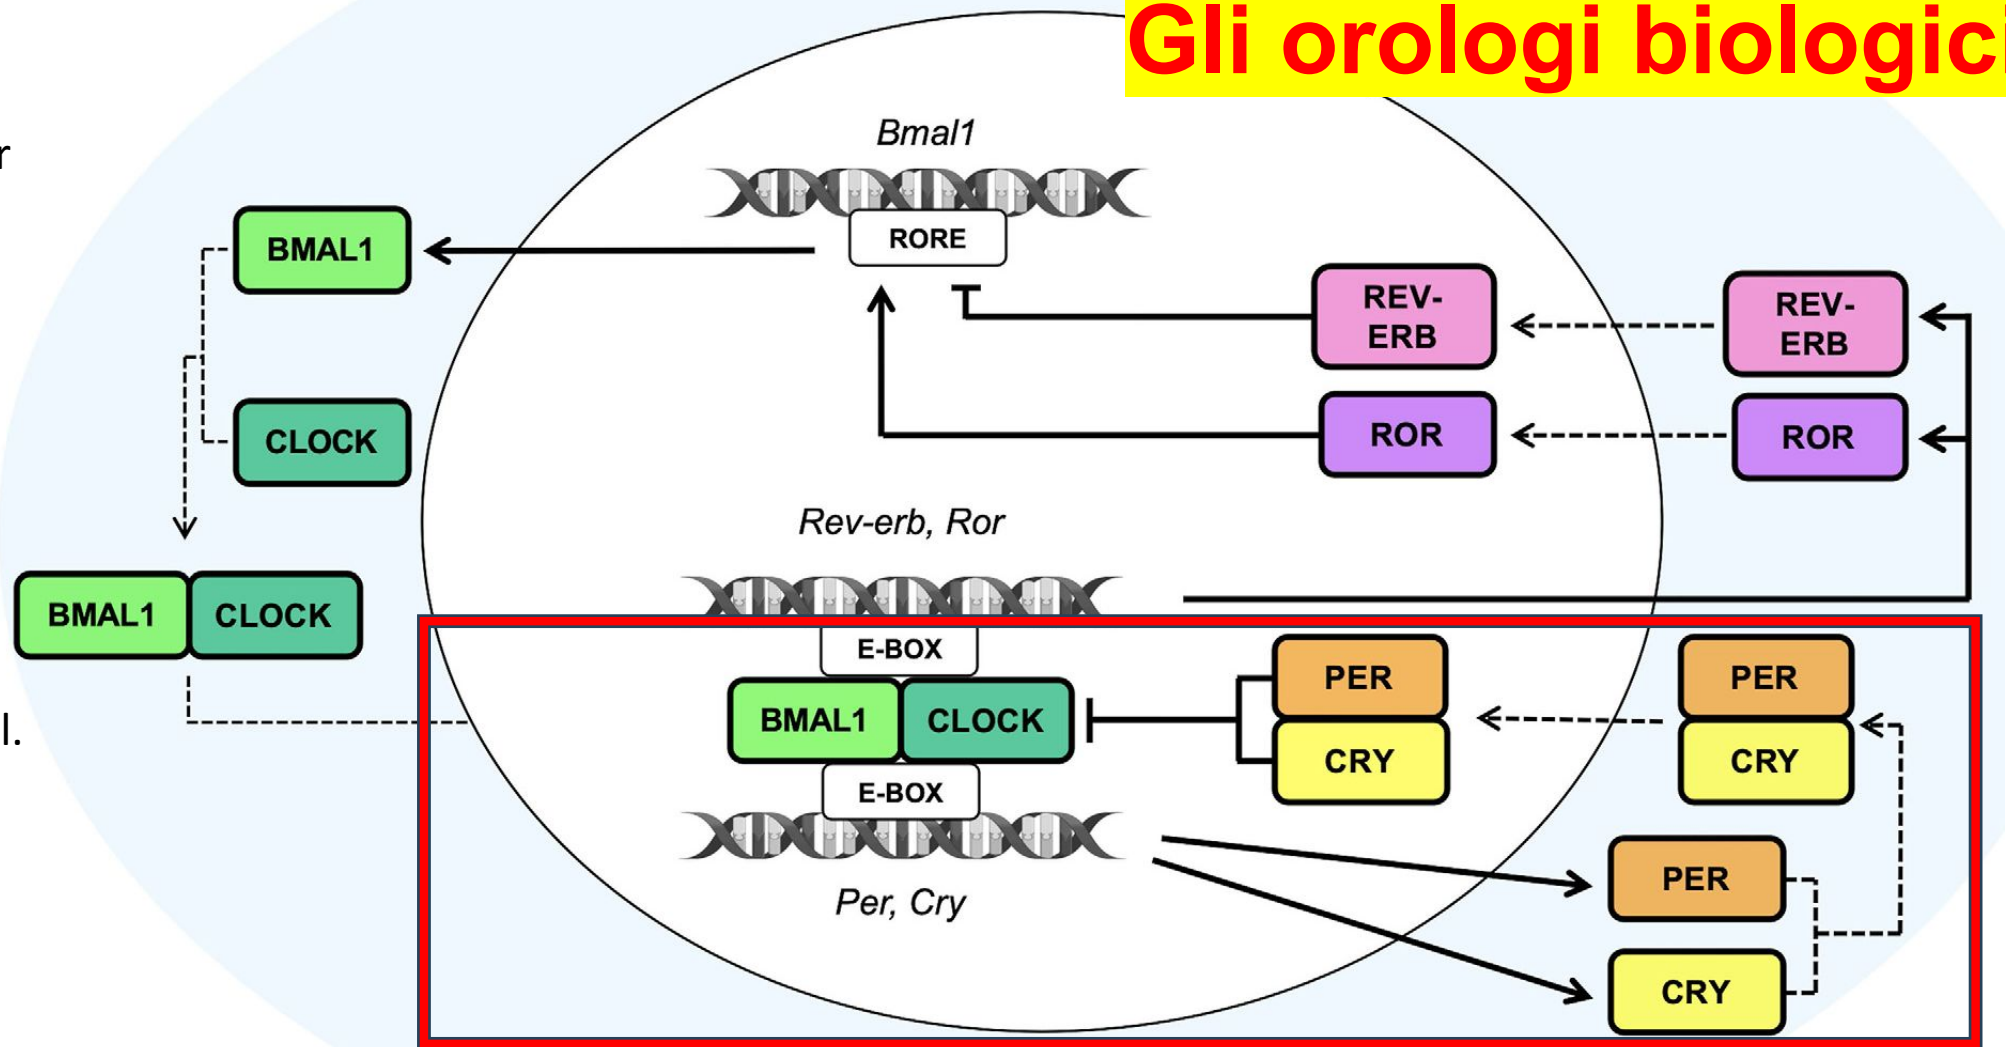 Gli orologi biologici
r
l.
Bmal1
RORE
BMAL1
CLOCK
BMAL1
CLOCK
REV-
ERB
REV-
ERB
ROR
ROR
Rev-erb, Ror
E-BOX
BMAL1
CLOCK
E-BOX
Per, Cry
PER
CRY
PER
CRY
PER
CRY